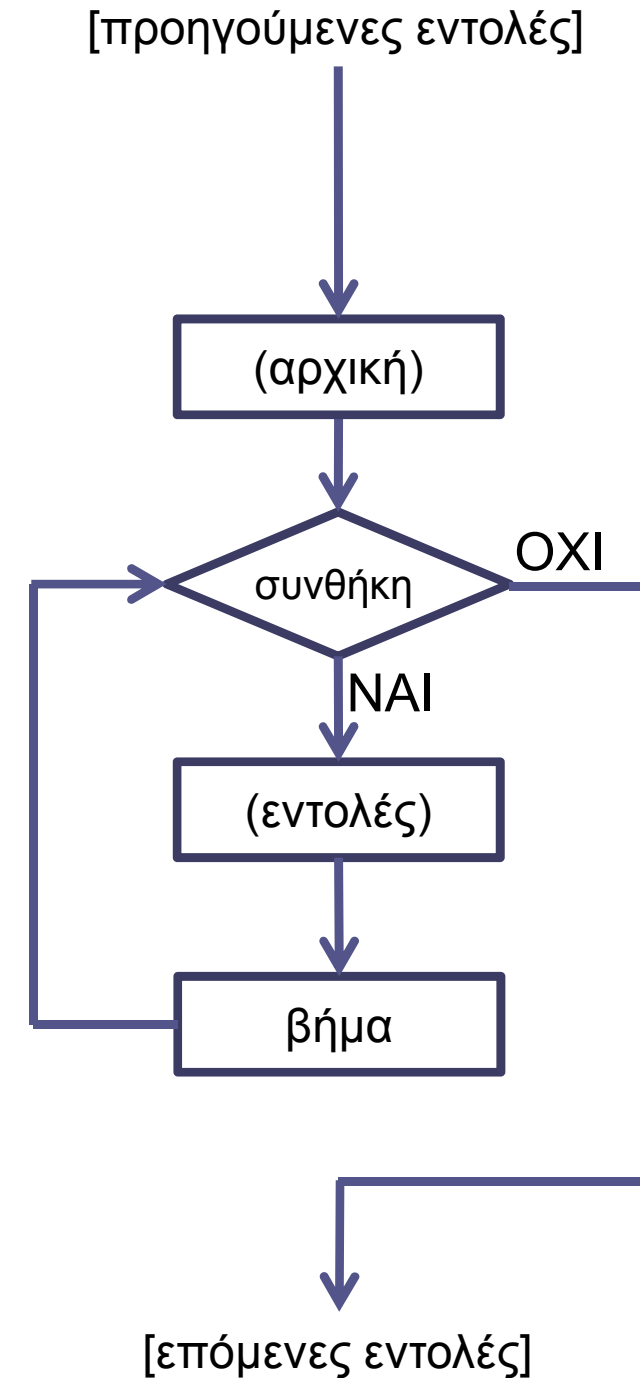 [προηγούμενες εντολές]
(αρχική)
συνθήκη
ΟΧΙ
ΝΑΙ
(εντολές)
βήμα
[επόμενες εντολές]